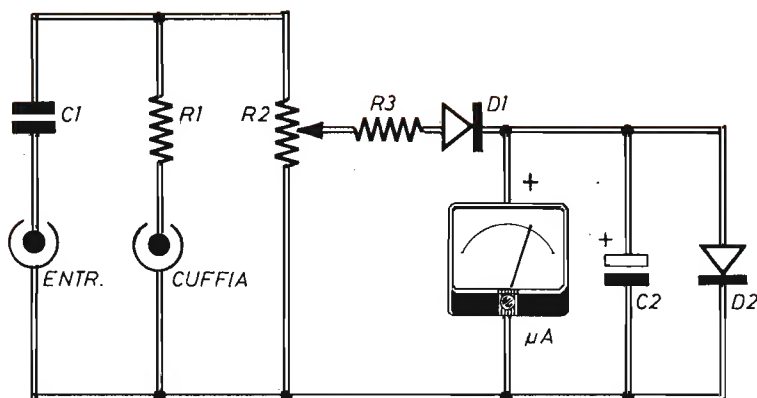 C1
R1
R2
R3
D1
+
+
ENTR.
CUFFIA
C2
D2
µA